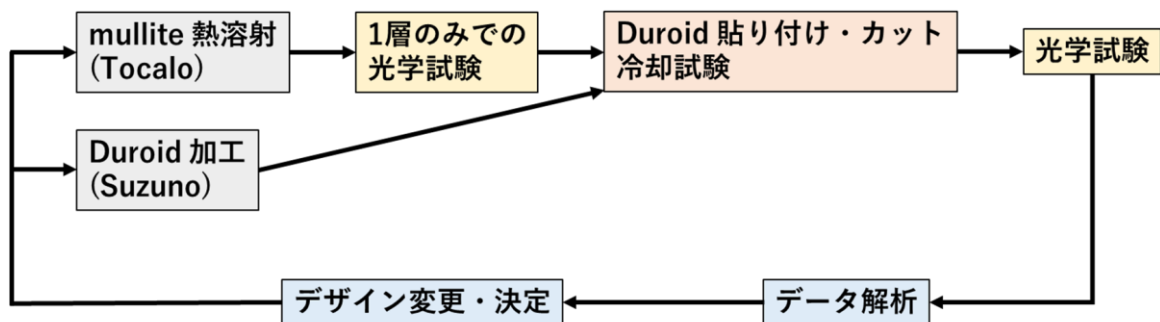 mullite 熱溶射
(Tocalo)
1層のみでの
光学試験
Duroid 貼り付け・カット
冷却試験
光学試験
Duroid 加工
(Suzuno)
デザイン変更・決定
データ解析